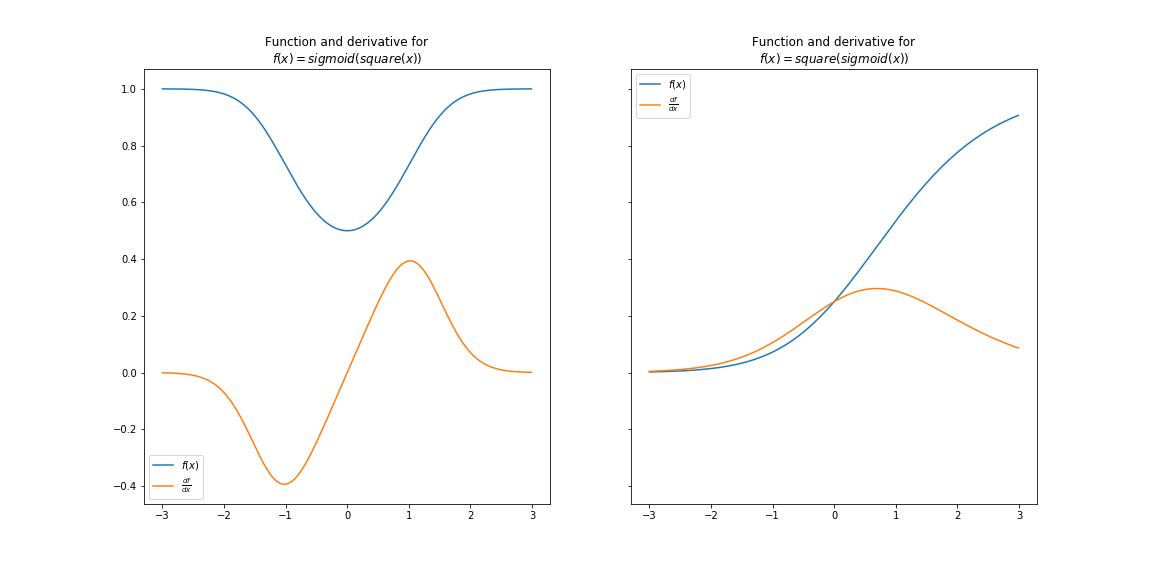 Function and derivative for
f(x) = sigmoid(square(x))
1.0
0.8
0.6
0.4
0.2
0.0
−0.2
−0.4
f(x)
df
dx
−3
−2
−1
0
1
2
3
Function and derivative for
f(x) = square(sigmoid(x))
f(x)
df
dx
−3
−2
−1
0
1
2
3